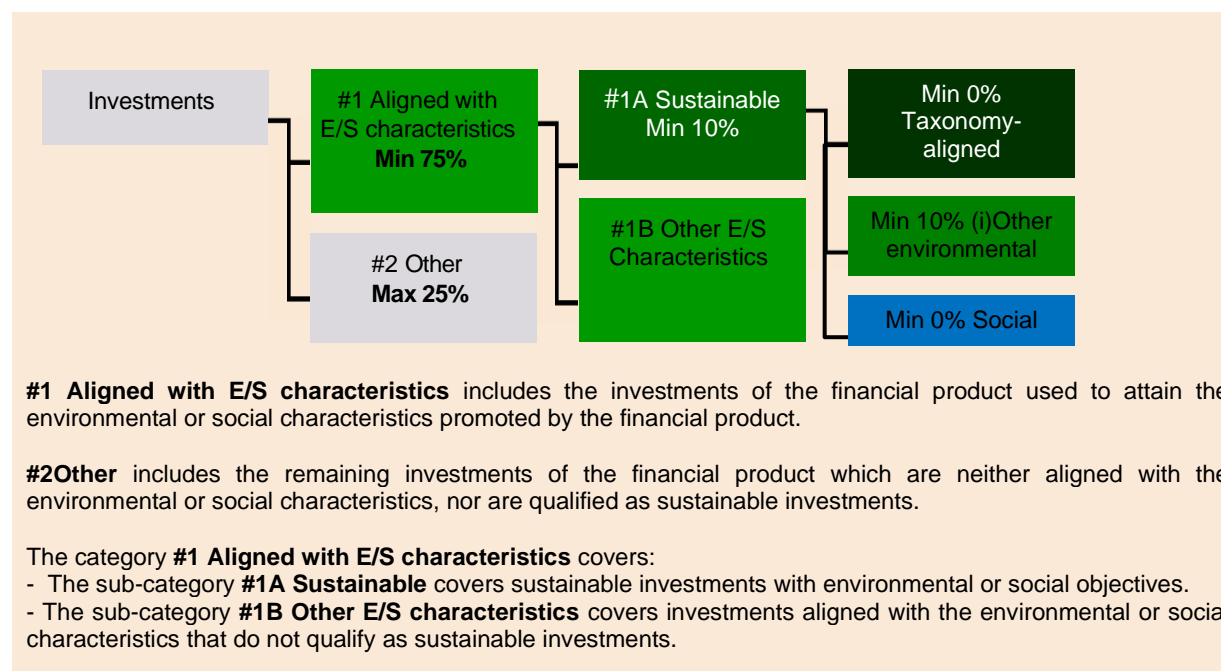 Investments
#1 Aligned with
E/S characteristics
Min 75%
#2 Other
Max 25%
#1A Sustainable
Min 10%
#1B Other E/S
Characteristics
Min 0%
Taxonomy-
aligned
Min 10% (i)Other
environmental
Min 0% Social
#1 Aligned with E/S characteristics includes the investments of the financial product used to attain the
environmental or social characteristics promoted by the financial product.
#2Other includes the remaining investments of the financial product which are neither aligned with the
environmental or social characteristics, nor are qualified as sustainable investments.
The category #1 Aligned with E/S characteristics covers:
- The sub-category #1A Sustainable covers sustainable investments with environmental or social objectives.
- The sub-category #1B Other E/S characteristics covers investments aligned with the environmental or social
characteristics that do not qualify as sustainable investments.